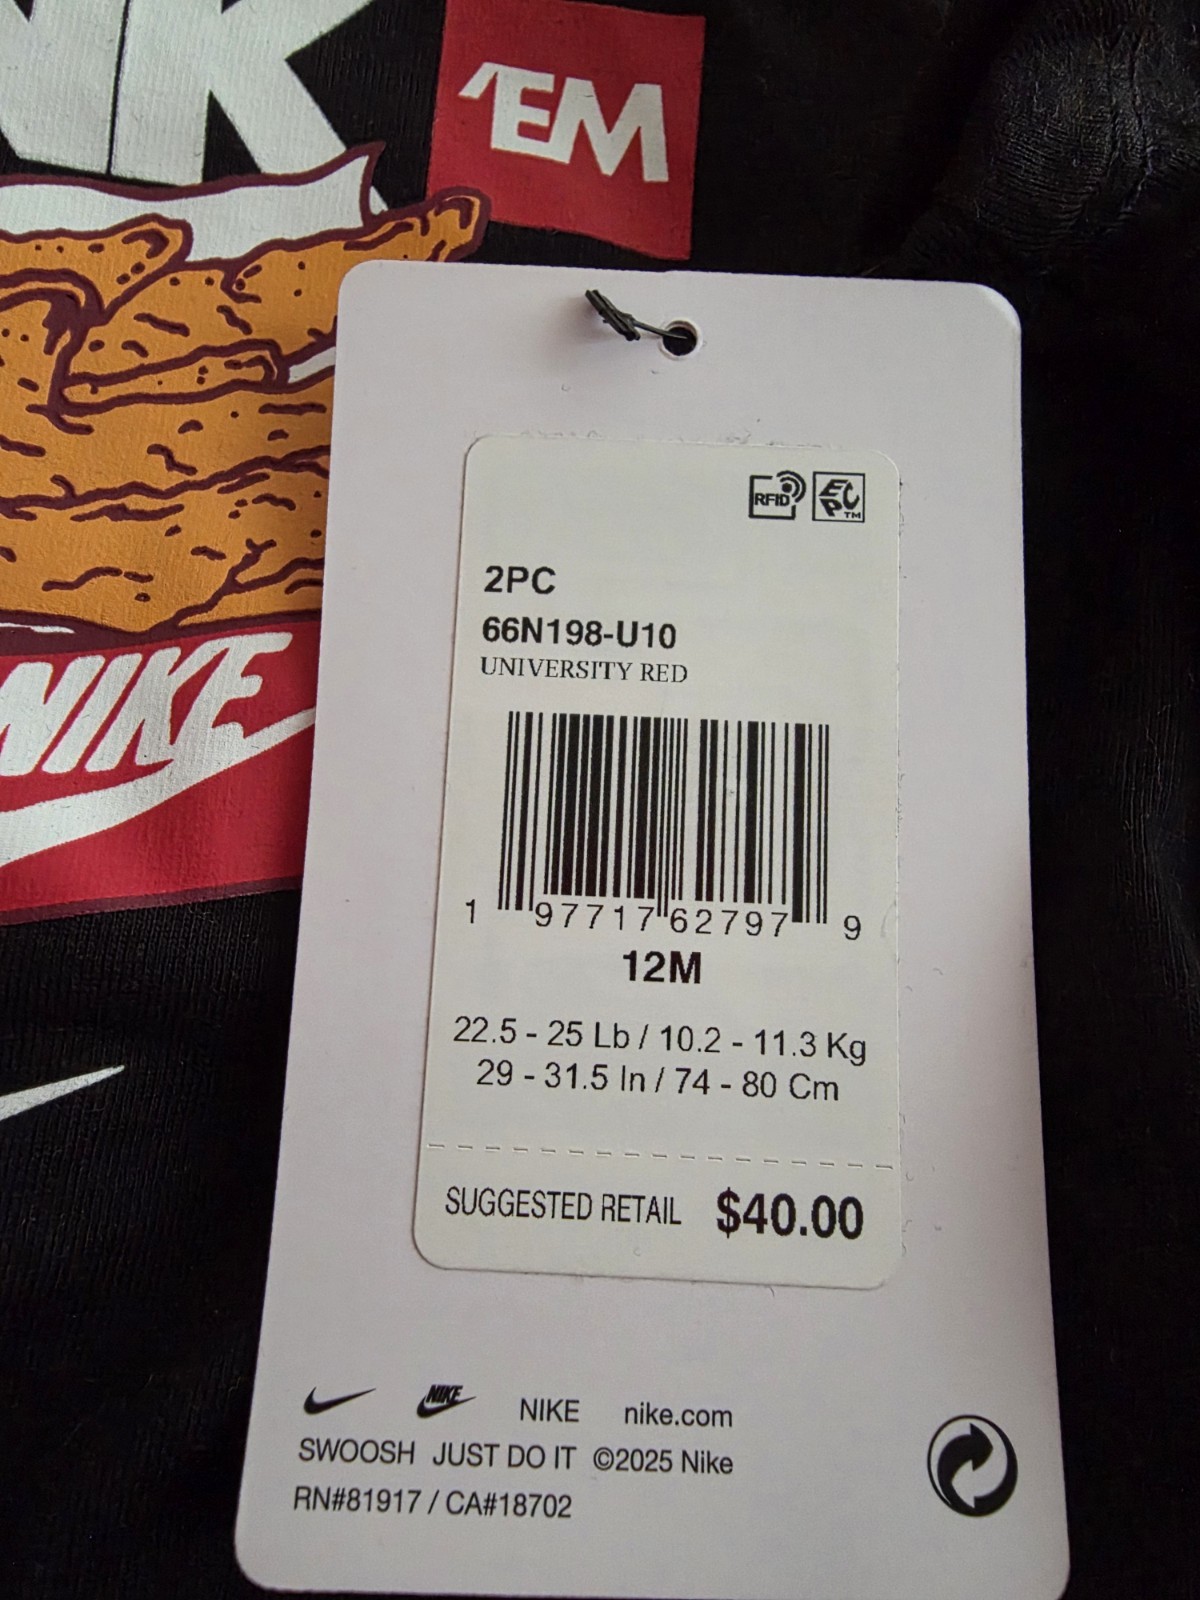 NK
'EM
NIKE
RFID
EPC™
2PC
66N198-U10
UNIVERSITY RED
1 97717 62797 9
12M
22.5 - 25 Lb / 10.2 - 11.3 Kg
29 - 31.5 In / 74 - 80 Cm
SUGGESTED RETAIL $40.00
NIKE NIKE nike.com
SWOOSH JUST DO IT ©2025 Nike
RN#81917 / CA#18702